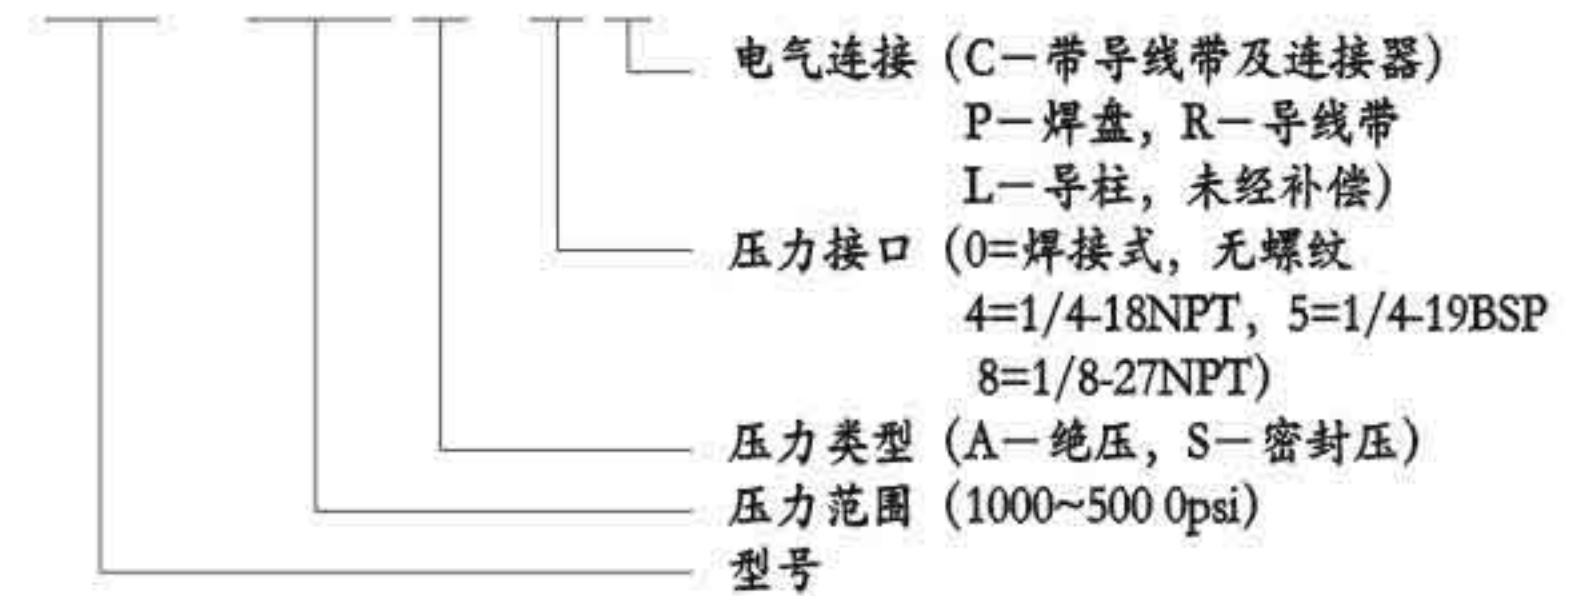 电气连接（C－带导线带及连接器）
P－焊盘，R－导线带
L－导柱，未经补偿）
压力接口（0=焊接式，无螺纹
4=1/4-18NPT，5=1/4-19BSP
8=1/8-27NPT）
压力类型（A－绝压，S－密封压）
压力范围（1000~500 0psi）
型号